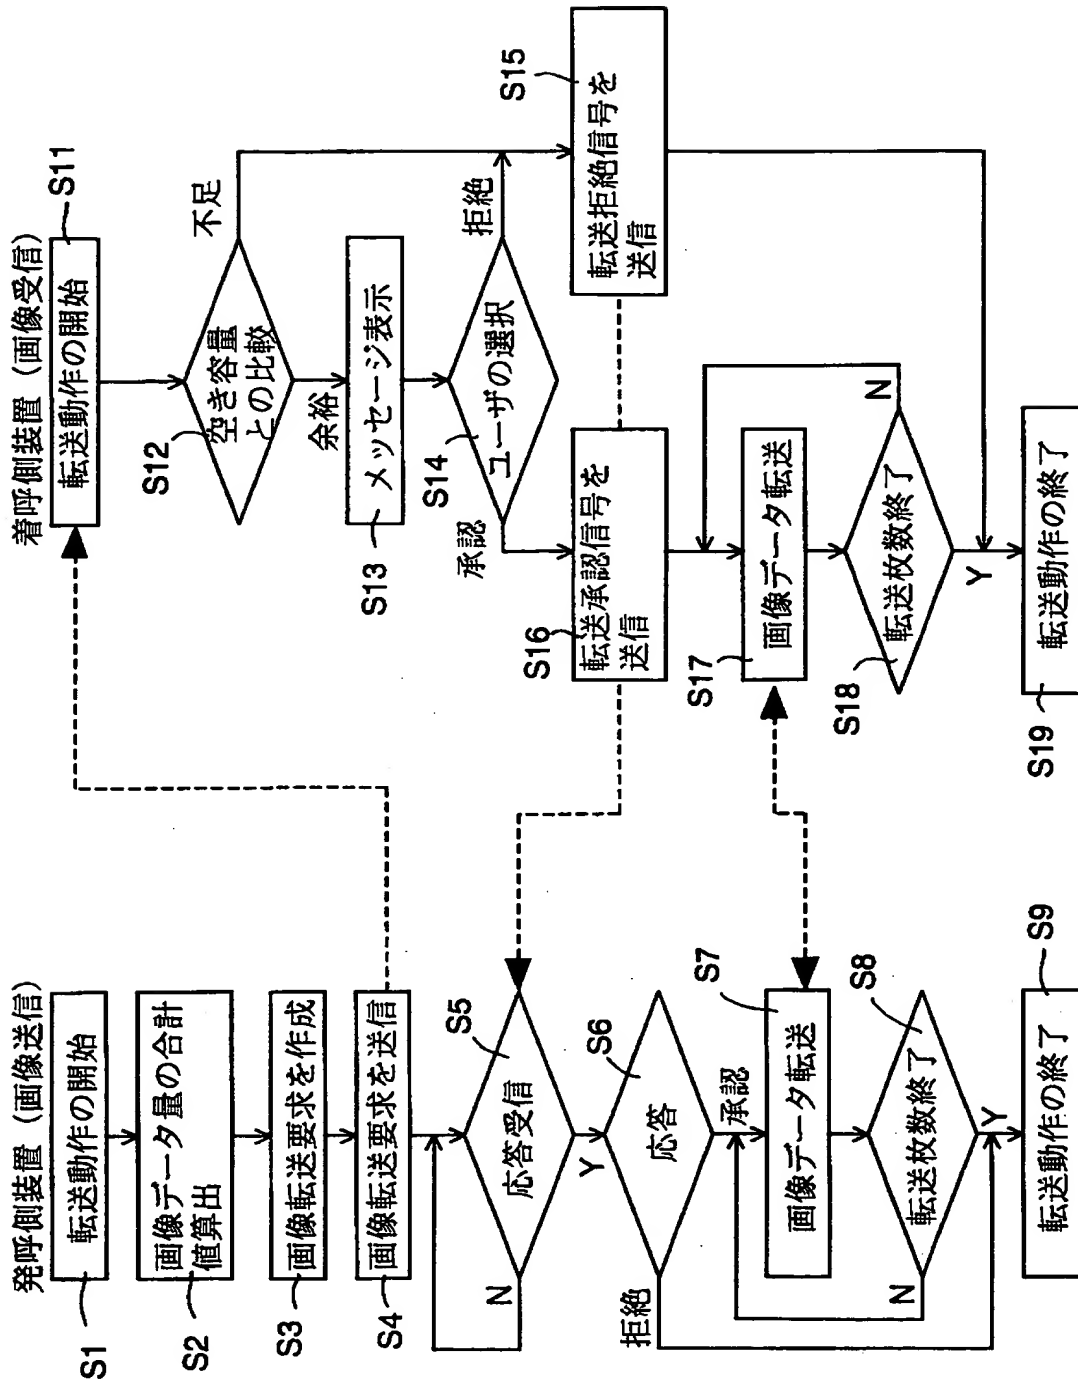 発呼側装置 (画像送信)
S1
転送動作の開始
S2
画像データ量の合計
値算出
S3
画像転送要求を作成
S4
画像転送要求を送信
S5
応答受信
N
Y
S6
応答
拒絶
承認
S7
画像データ転送
S8
転送枚数終了
N
Y
S9
転送動作の終了
着呼側装置 (画像受信)
S11
転送動作の開始
S12
空き容量
との比較
不足
余裕
S13
メッセージ表示
S14
ユーザの選択
拒絶
承認
S15
転送拒絶信号を
送信
S16
転送承認信号を
送信
S17
画像データ転送
S18
転送枚数終了
N
Y
S19
転送動作の終了